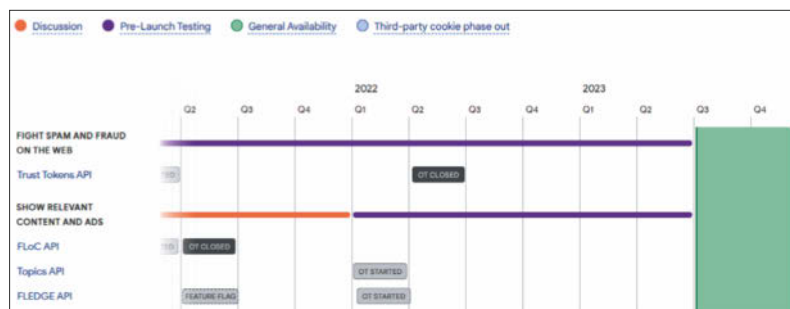 Discussion Pre-Launch Testing General Availability Third-party cookie phase out
2022 2023
Q2 Q3 Q4 Q1 Q2 Q3 Q4 Q1 Q2 Q3 Q4
FIGHT SPAM AND FRAUD
ON THE WEB
Trust Tokens API OT CLOSED
SHOW RELEVANT
CONTENT AND ADS
FLoC API OT CLOSED
Topics API OT STARTED
FLEDGE API FEATURE FLAG OT STARTED